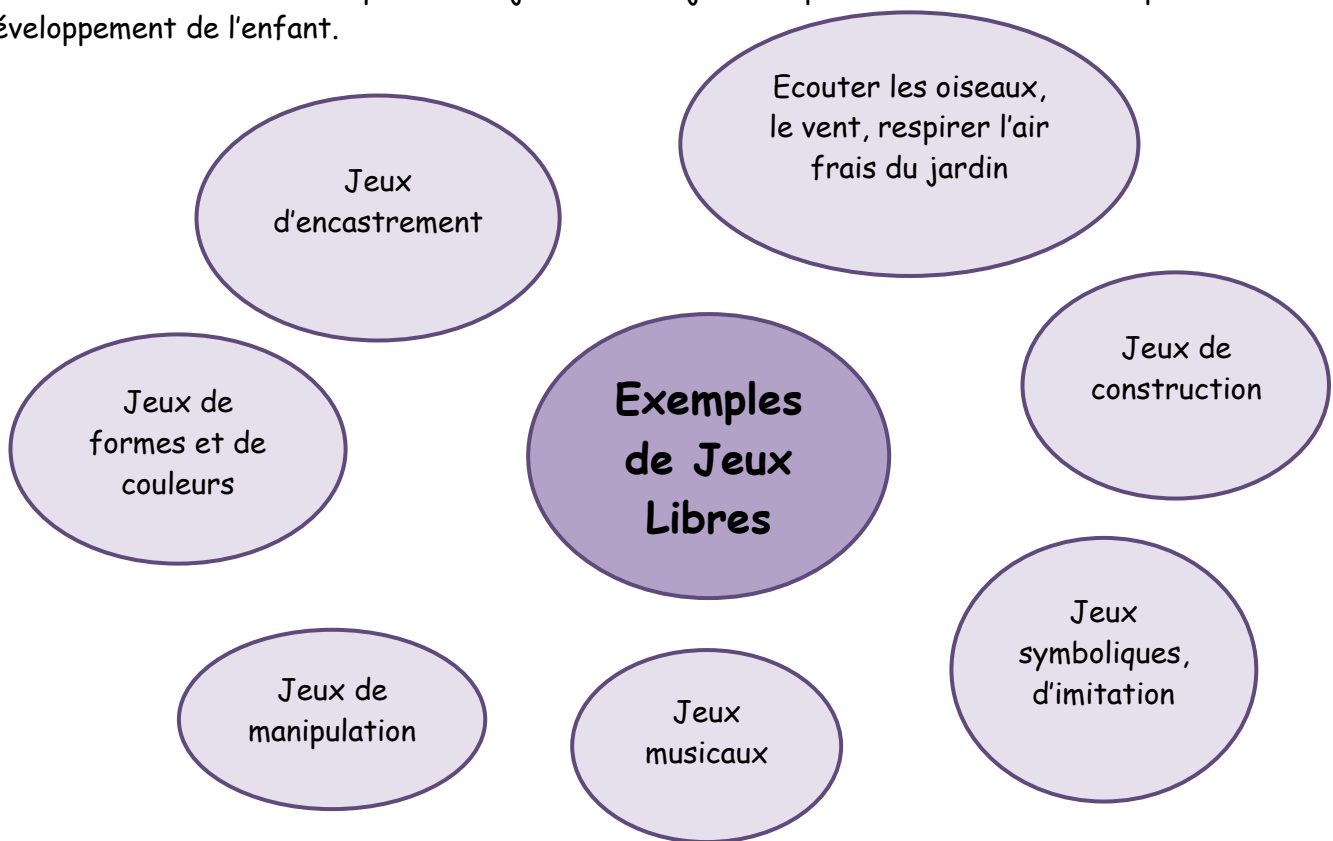 éveloppement de l'enfant.
Ecouter les oiseaux,
le vent, respirer l'air
frais du jardin
Jeux
d'encastrement
Jeux de
construction
Jeux de
formes et de
couleurs
Exemples
de Jeux
Libres
Jeux
symboliques,
d'imitation
Jeux de
manipulation
Jeux
musicaux